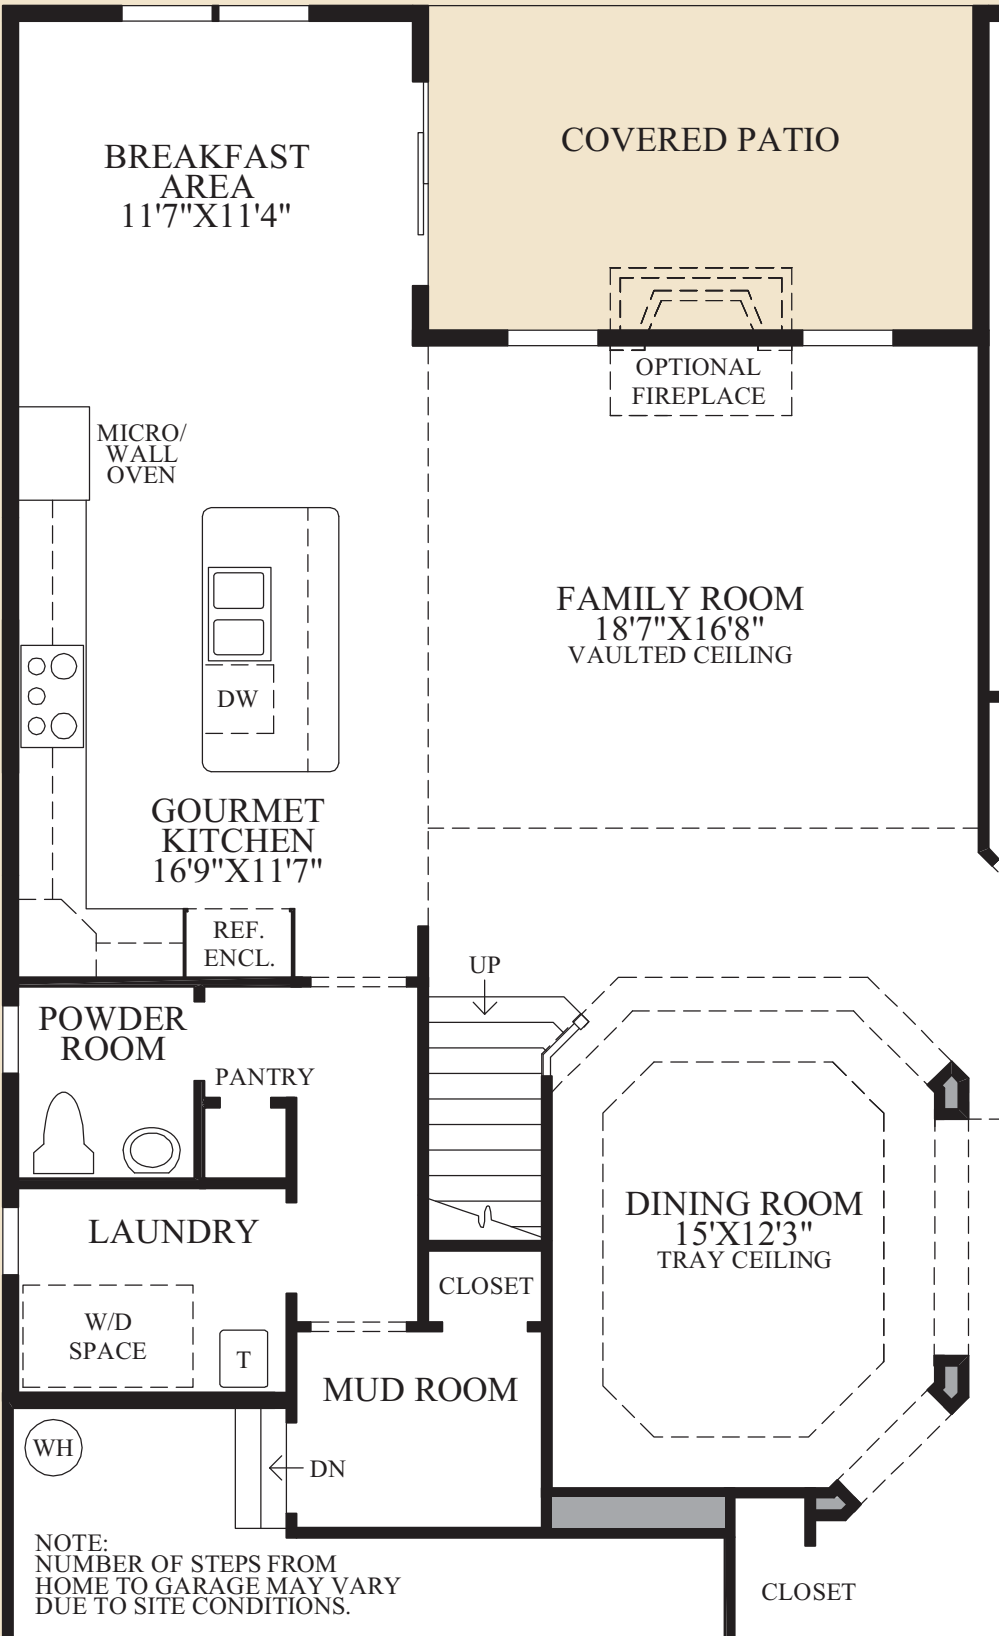 BREAKFAST
AREA
11'7"X11'4"
COVERED PATIO
OPTIONAL
FIREPLACE
MICRO/
WALL
OVEN
FAMILY ROOM
18'7"X16'8"
VAULTED CEILING
DW
GOURMET
KITCHEN
16'9"X11'7"
REF.
ENCL.
UP
POWDER
ROOM
PANTRY
LAUNDRY
DINING ROOM
15'X12'3"
TRAY CEILING
CLOSET
W/D
SPACE
T
MUD ROOM
WH
DN
NOTE:
NUMBER OF STEPS FROM
HOME TO GARAGE MAY VARY
DUE TO SITE CONDITIONS.
CLOSET